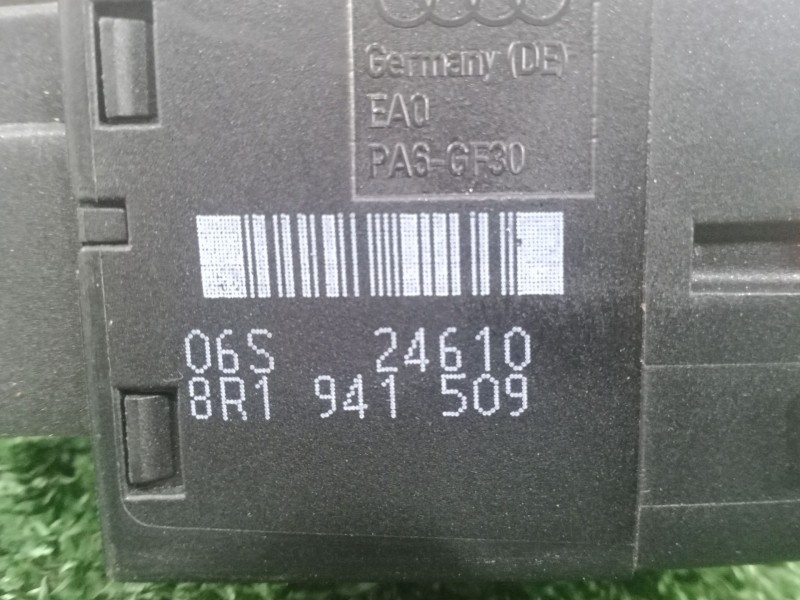 Germany (DE)
EA0
PA6-GF30
06S 24610
8R1 941 509